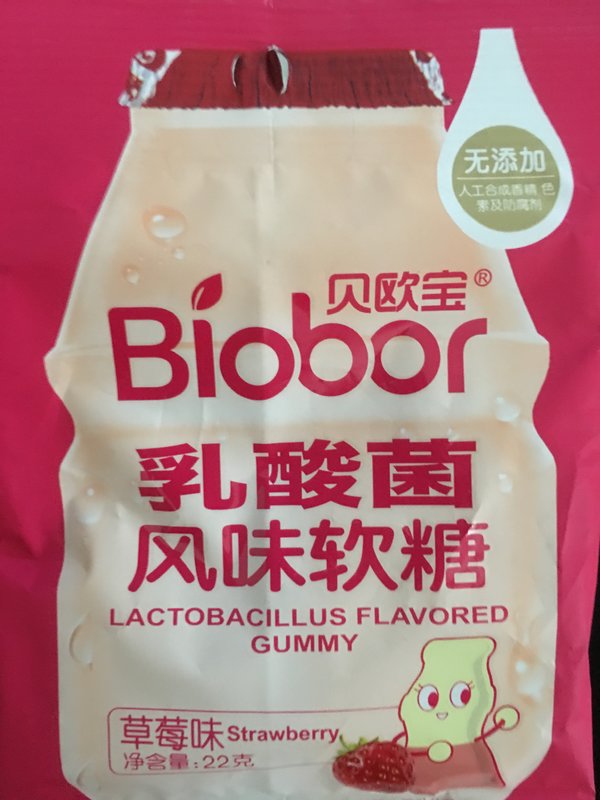 无添加
人工合成香精 色
素及防腐剂
贝欧宝®
Biobor
乳酸菌
风味软糖
LACTOBACILLUS FLAVORED
GUMMY
草莓味 Strawberry
净含量:22克